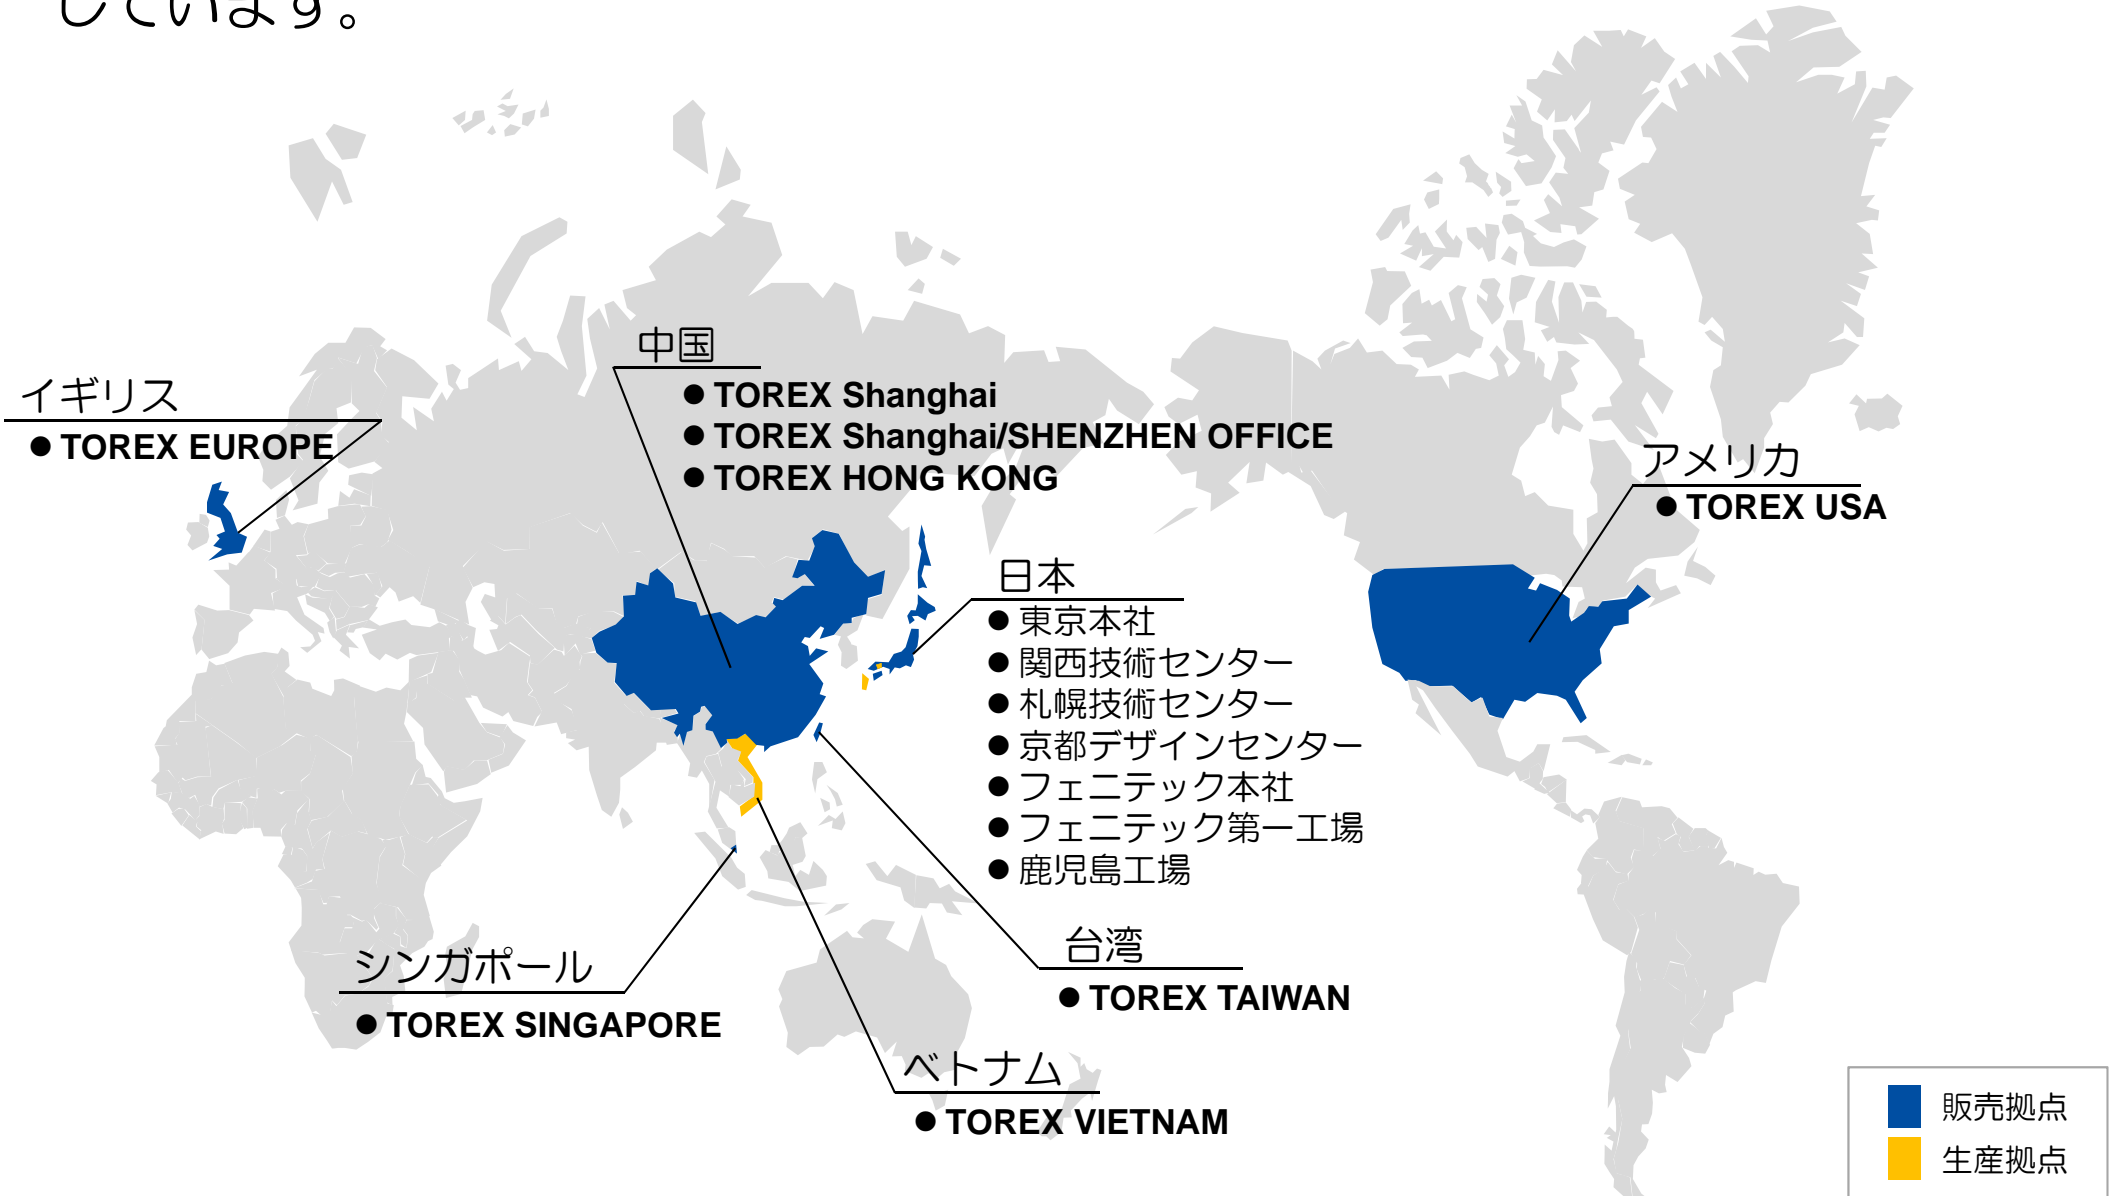 しています。
中国
● TOREX Shanghai
● TOREX Shanghai/SHENZHEN OFFICE
● TOREX HONG KONG
イギリス
● TOREX EUROPE
アメリカ
● TOREX USA
日本
● 東京本社
● 関西技術センター
● 札幌技術センター
● 京都デザインセンター
● フェニテック本社
● フェニテック第一工場
● 鹿児島工場
台湾
● TOREX TAIWAN
シンガポール
● TOREX SINGAPORE
ベトナム
● TOREX VIETNAM
販売拠点
生産拠点